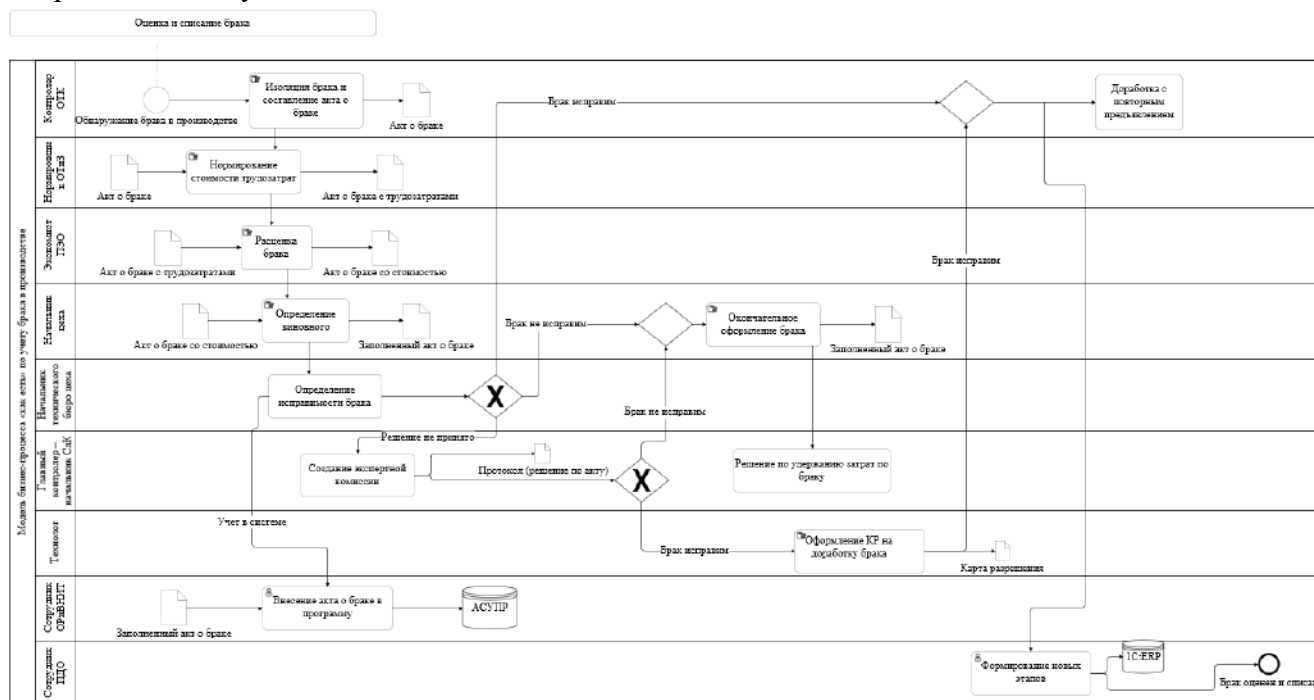 Оценка и списание брака
Модель бизнес-процесса «как есть» по учету брака в производстве
Контролер
ОТК
Обнаружение брака в производстве
Изоляция брака и
составление акта о
браке
Акт о браке
Брак исправим
Доработка с
повторным
предъявлением
Нормировщи
к ОТиЗ
Акт о браке
Нормирование
стоимости трудозатрат
Акт о браке с трудозатратами
Экономист
ПЭО
Акт о браке с трудозатратами
Расценка
брака
Акт о браке со стоимостью
Брак исправим
Начальник
цеха
Акт о браке со стоимостью
Определение
виновного
Заполненный акт о браке
Брак не исправим
Окончательное
оформление брака
Заполненный акт о браке
Начальник
технического
бюро цеха
Определение
исправимости брака
X
Брак не исправим
Решение не принято
Главный
контролер –
начальник СлК
Создание экспертной
комиссии
Протокол (решение по акту)
X
Решение по удержанию затрат по
браку
Учет в системе
Технолог
Брак исправим
Оформление КР на
доработку брака
Карта разрешения
Сотрудник
ОРиВНИТ
Заполненный акт о браке
Внесение акта о браке в
программу
АСУПР
Сотрудник
ПДО
Формирование новых
этапов
1С:ERP
Брак оценен и списа